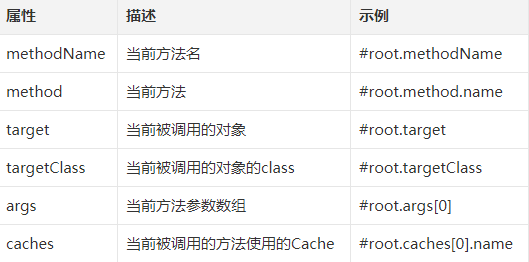 属性 描述 示例
methodName 当前方法名 #root.methodName
method 当前方法 #root.method.name
target 当前被调用的对象 #root.target
targetClass 当前被调用的对象的class #root.targetClass
args 当前方法参数数组 #root.args[0]
caches 当前被调用的方法使用的Cache #root.caches[0].name